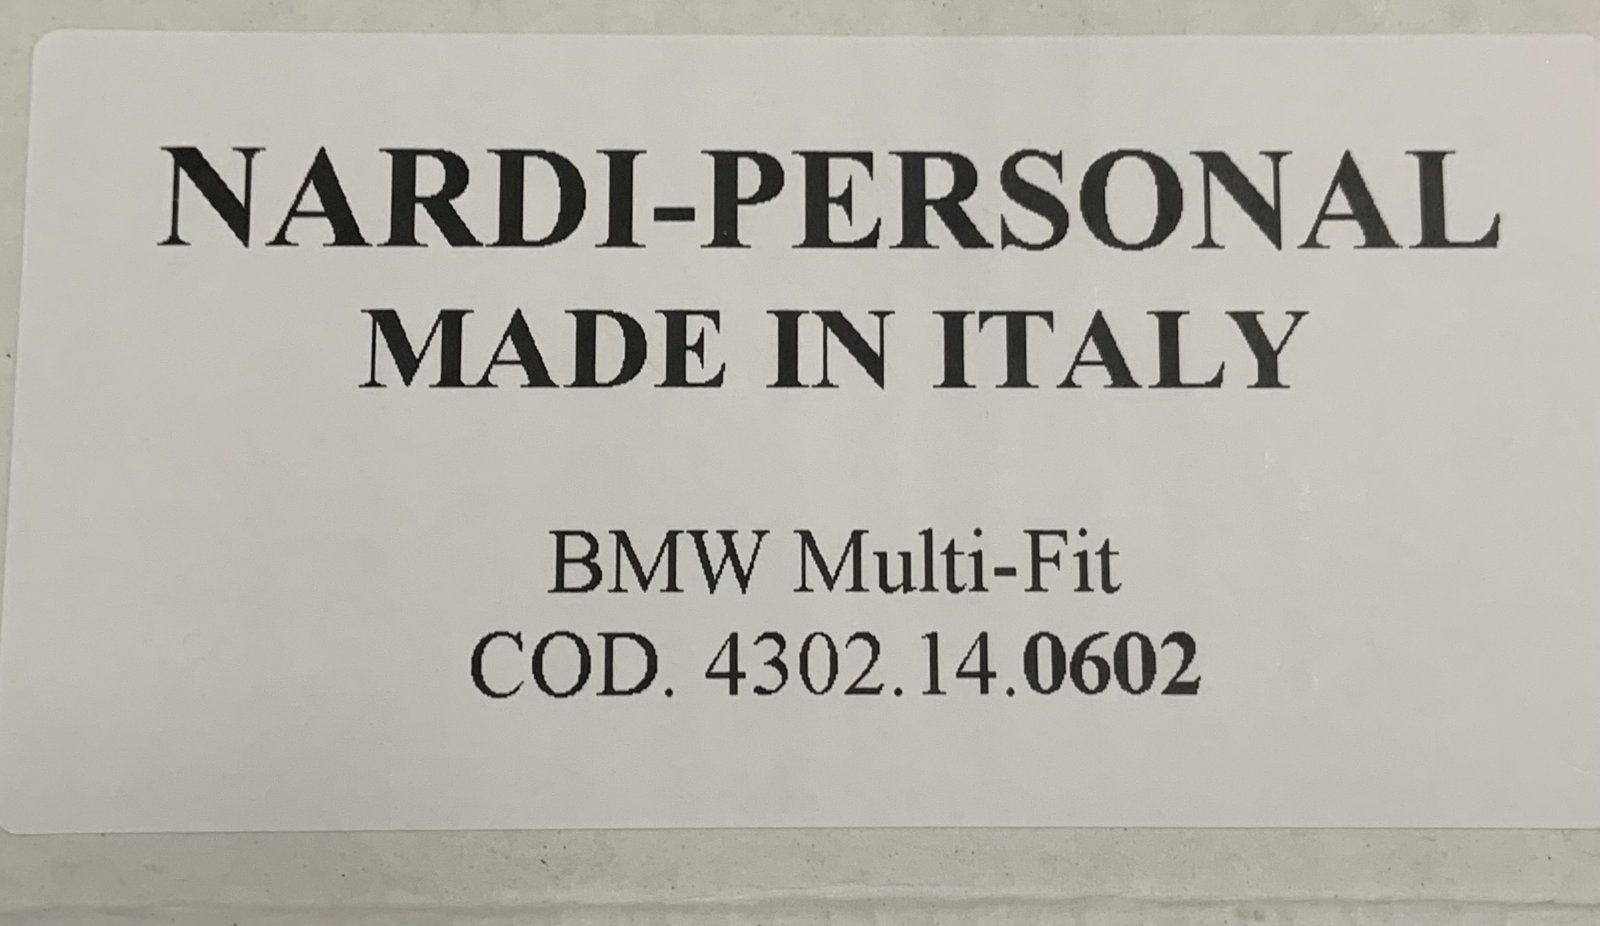 NARDI-PERSONAL
MADE IN ITALY
BMW Multi-Fit
COD. 4302.14.0602